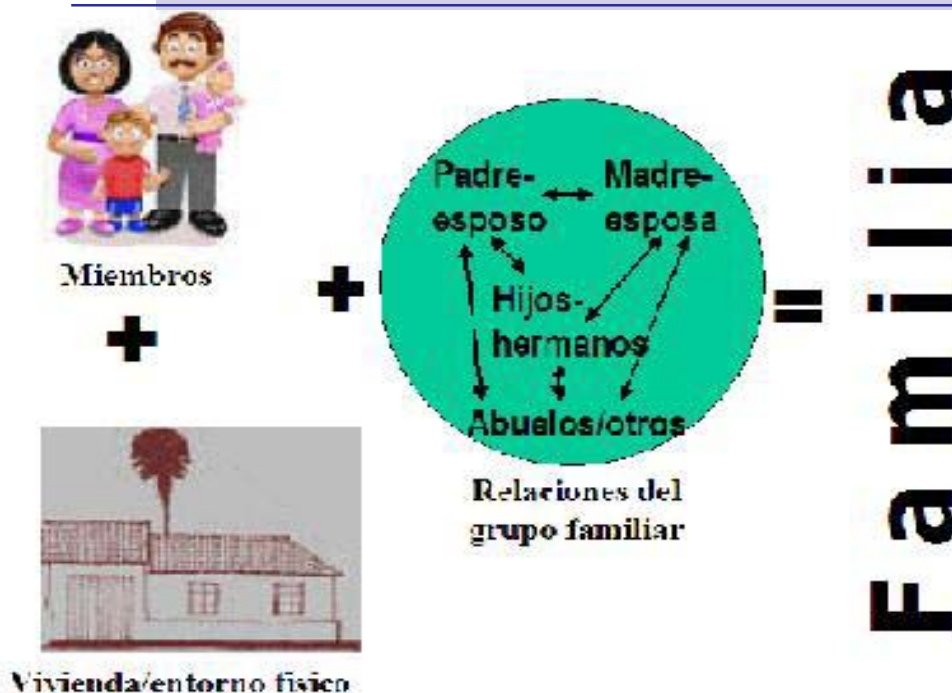 Miembros
+
Vivienda/entorno físico
+
Padre-
esposo
Madre-
esposa
Hijos-
hermanos
Abuelos/otros
Relaciones del
grupo familiar
=
Familia